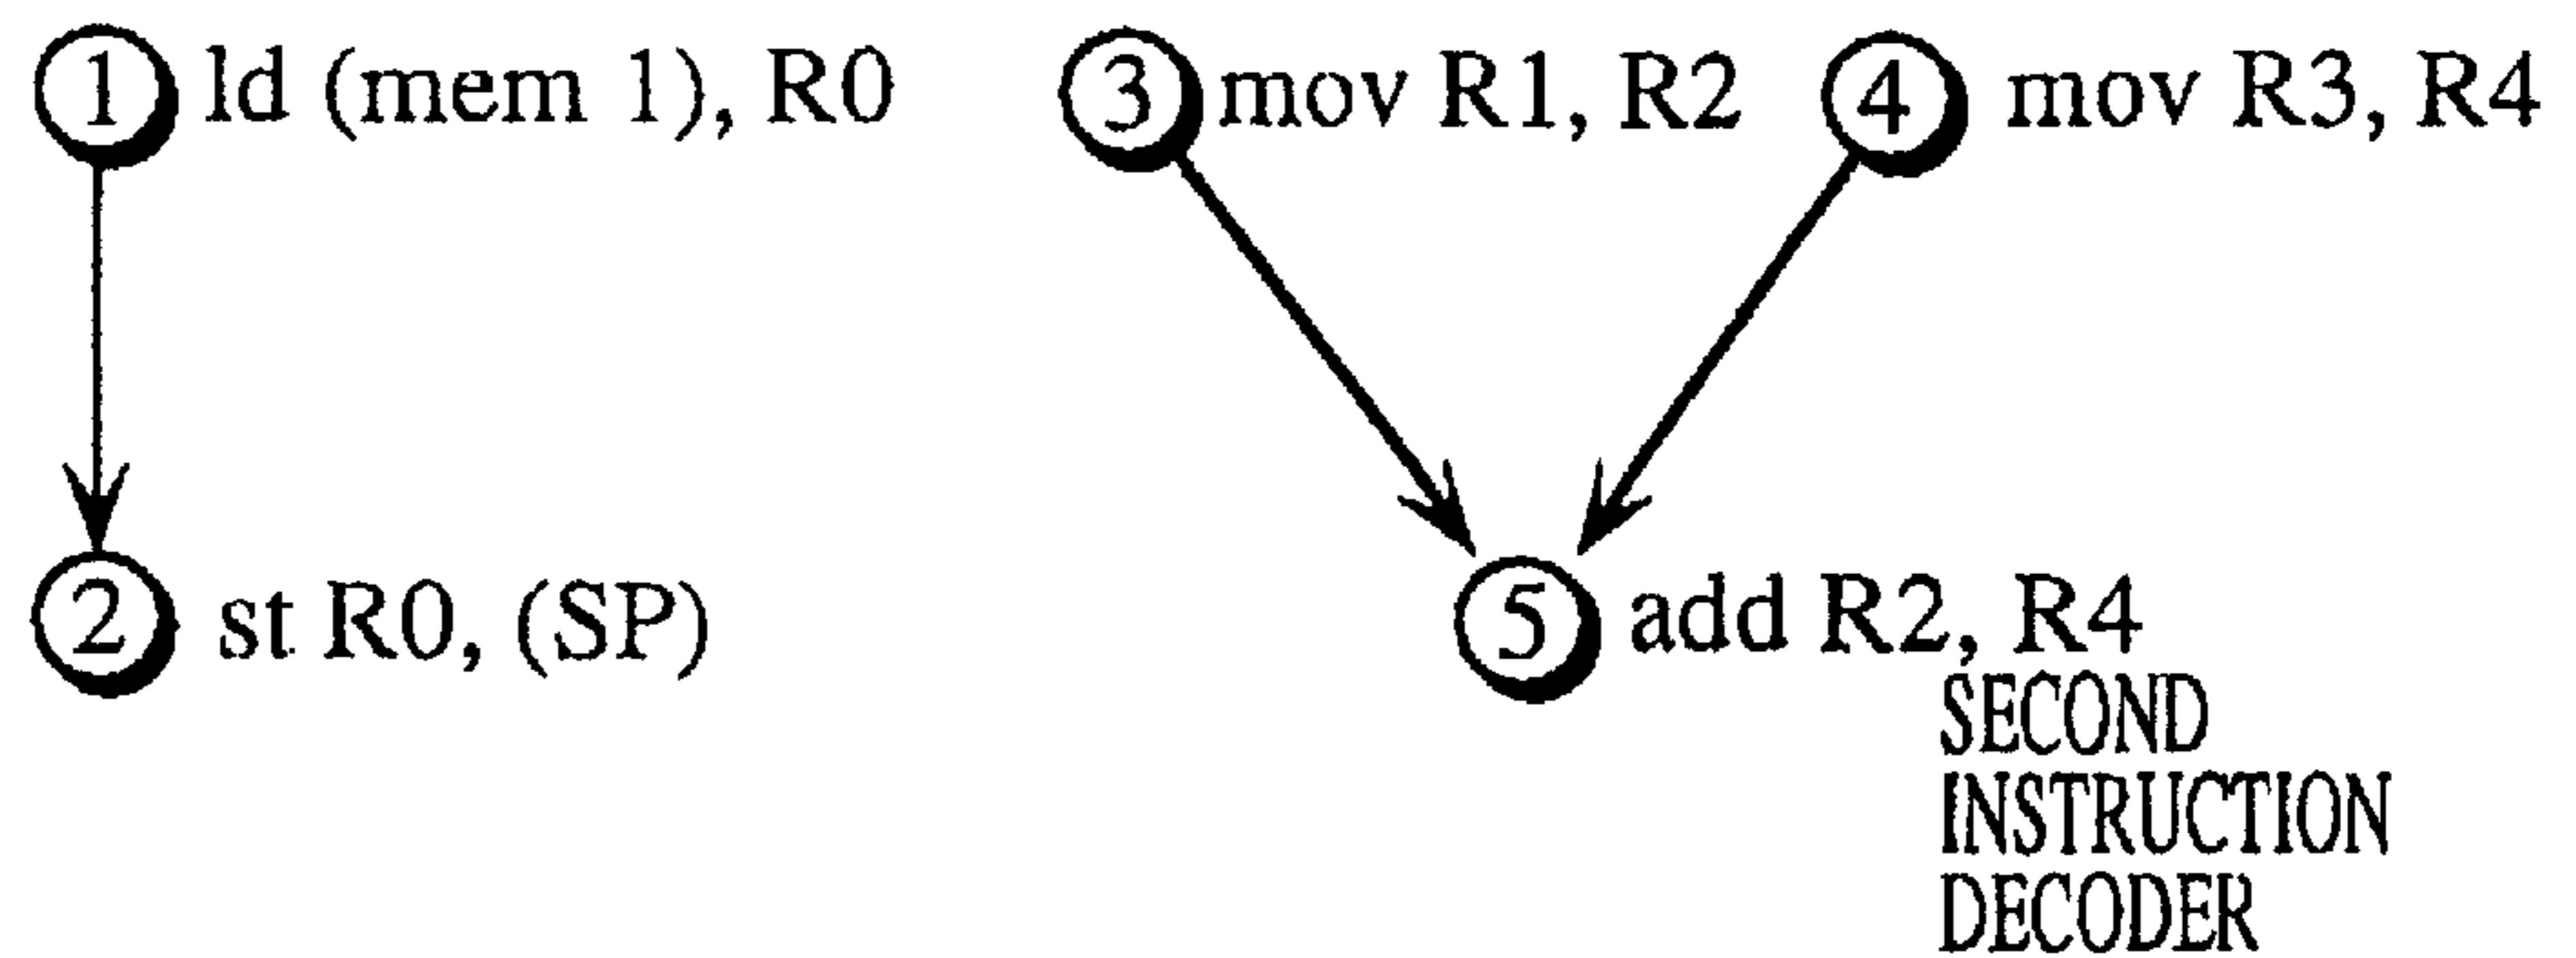 1 ld (mem 1), R0
3 mov R1, R2
4 mov R3, R4
2 st R0, (SP)
5 add R2, R4
SECOND
INSTRUCTION
DECODER